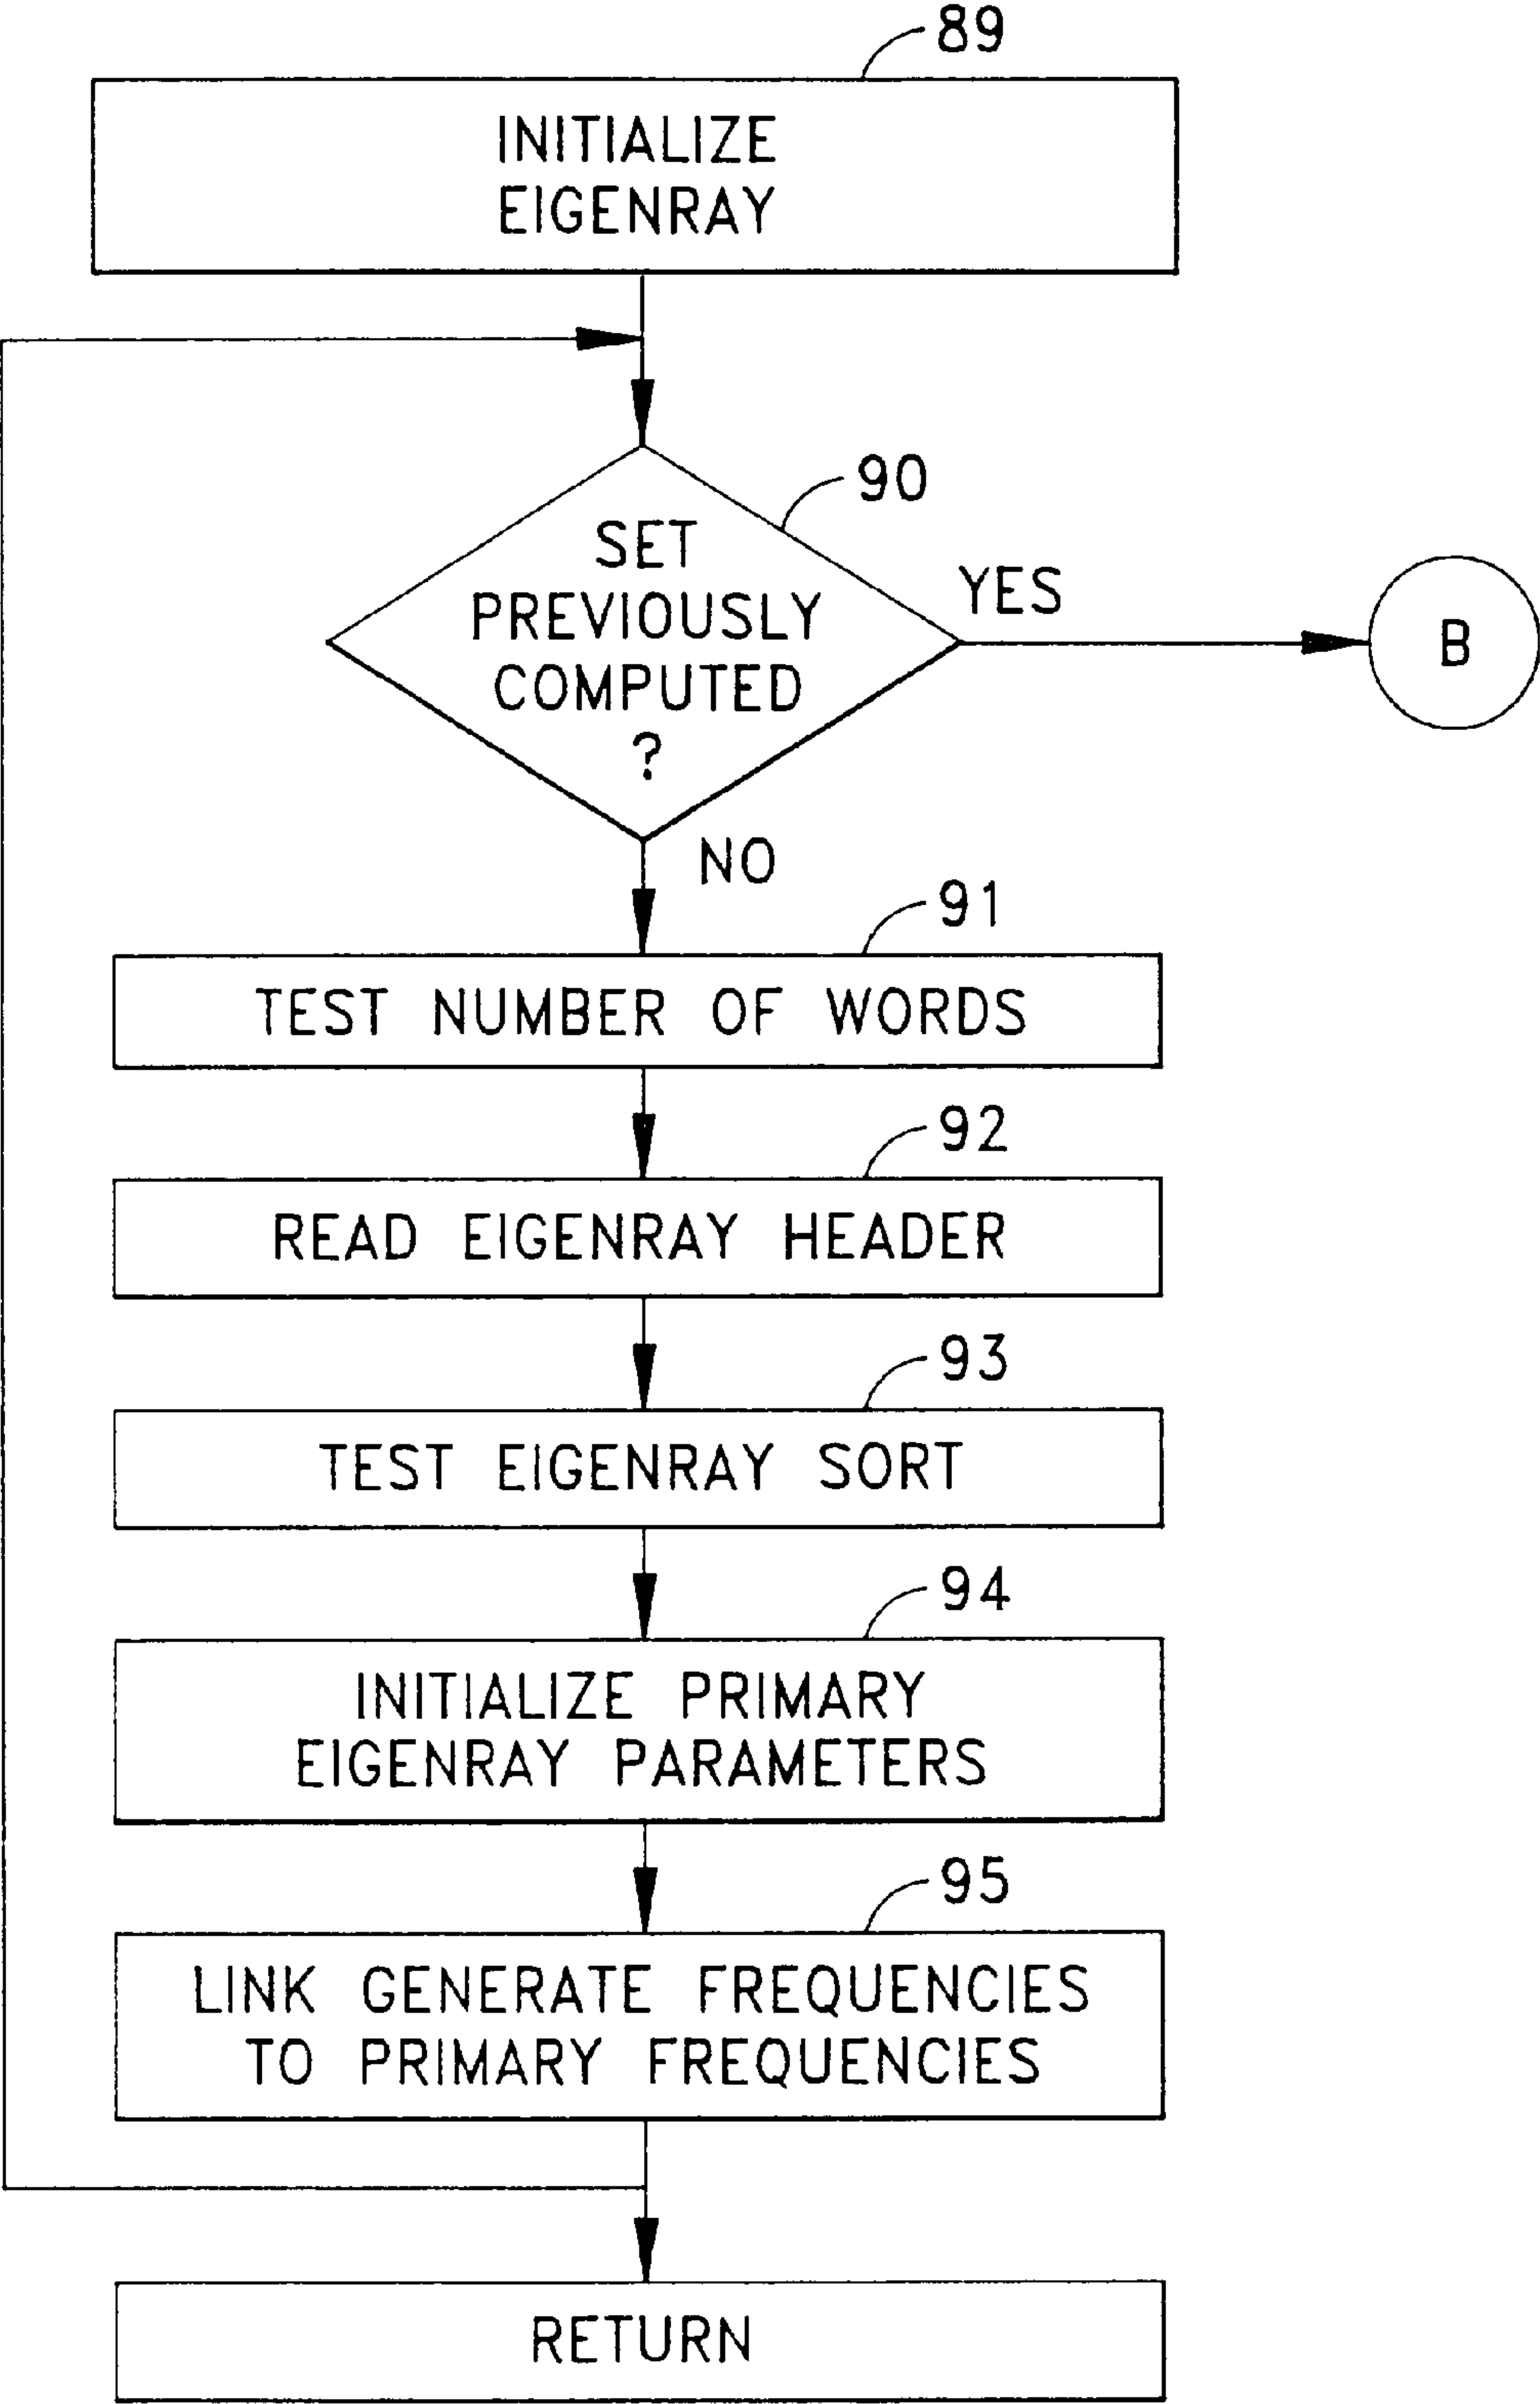 89
INITIALIZE
EIGENRAY
90
SET
PREVIOUSLY
COMPUTED
?
YES
B
NO
91
TEST NUMBER OF WORDS
92
READ EIGENRAY HEADER
93
TEST EIGENRAY SORT
94
INITIALIZE PRIMARY
EIGENRAY PARAMETERS
95
LINK GENERATE FREQUENCIES
TO PRIMARY FREQUENCIES
RETURN